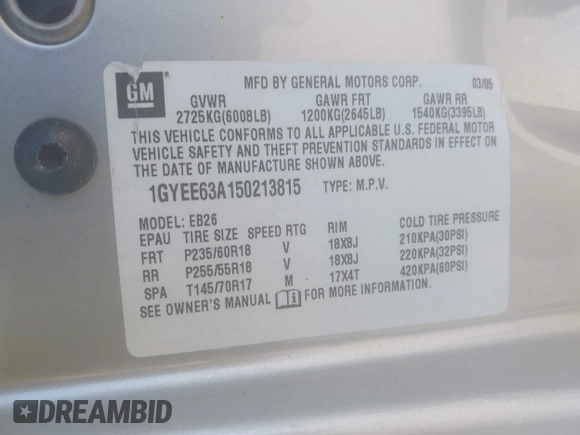 GM
MFD BY GENERAL MOTORS CORP. 03/05
GVWR GAWR FRT GAWR RR
2725KG(6008LB) 1200KG(2645LB) 1540KG(3395LB)
THIS VEHICLE CONFORMS TO ALL APPLICABLE U.S. FEDERAL MOTOR
VEHICLE SAFETY AND THEFT PREVENTION STANDARDS IN EFFECT ON
THE DATE OF MANUFACTURE SHOWN ABOVE.
1GYEE63A150213815 TYPE: M.P.V.
MODEL: EB26
EPAU TIRE SIZE SPEED RTG RIM COLD TIRE PRESSURE
FRT P235/60R18 V 18X8J 210KPA(30PSI)
RR P255/55R18 V 18X8J 220KPA(32PSI)
SPA T145/70R17 M 17X4T 420KPA(60PSI)
SEE OWNER'S MANUAL FOR MORE INFORMATION.
DREAMBID